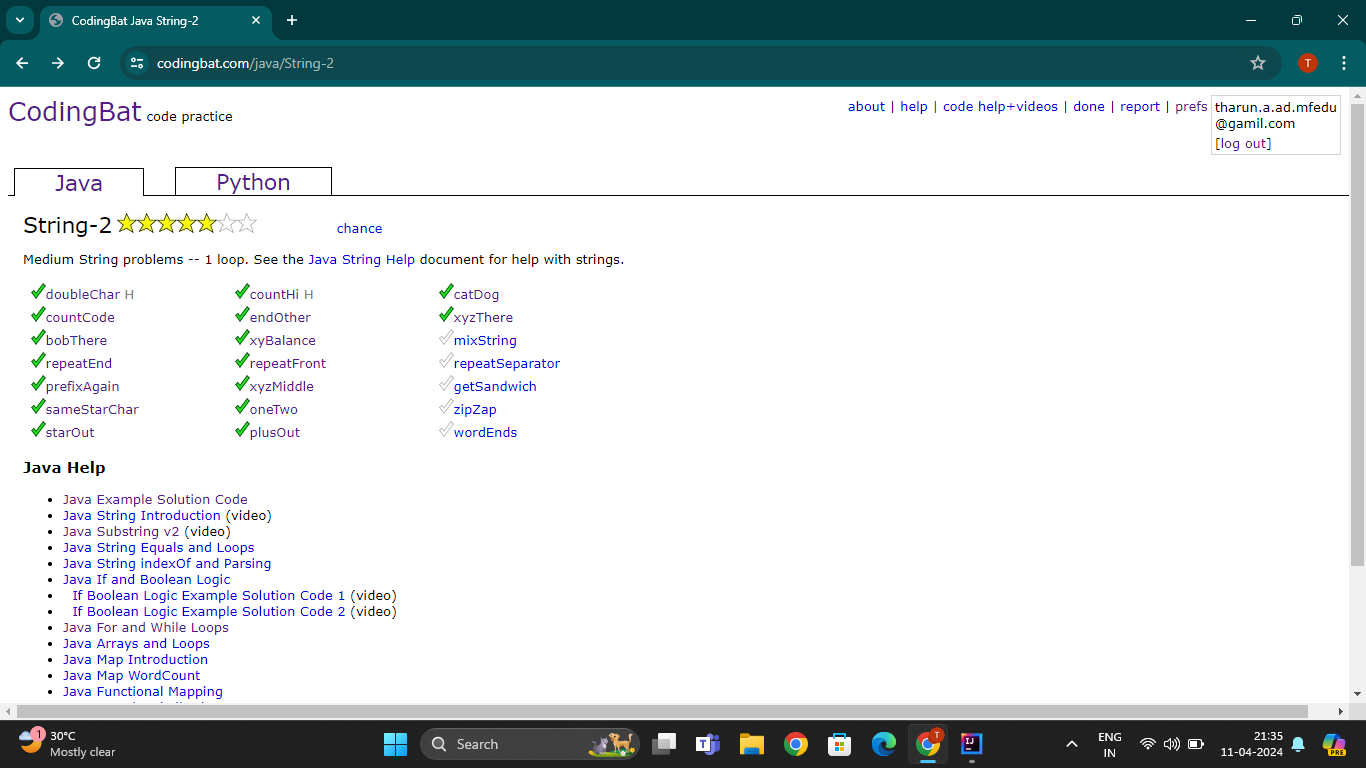 CodingBat Java String-2
codingbat.com/java/String-2
T
CodingBat code practice
about | help | code help+videos | done | report | prefs
tharun.a.ad.mfedu
@gamil.com
[log out]
Java
Python
String-2
chance
Medium String problems -- 1 loop. See the Java String Help document for help with strings.
doubleChar H countHi H catDog
countCode endOther xyzThere
bobThere xyBalance mixString
repeatEnd repeatFront repeatSeparator
prefixAgain xyzMiddle getSandwich
sameStarChar oneTwo zipZap
starOut plusOut wordEnds
Java Help
Java Example Solution Code
Java String Introduction (video)
Java Substring v2 (video)
Java String Equals and Loops
Java String indexOf and Parsing
Java If and Boolean Logic
If Boolean Logic Example Solution Code 1 (video)
If Boolean Logic Example Solution Code 2 (video)
Java For and While Loops
Java Arrays and Loops
Java Map Introduction
Java Map WordCount
Java Functional Mapping
1
30°C
Mostly clear
Search
T
IJ
ENG
IN
21:35
11-04-2024
PRE